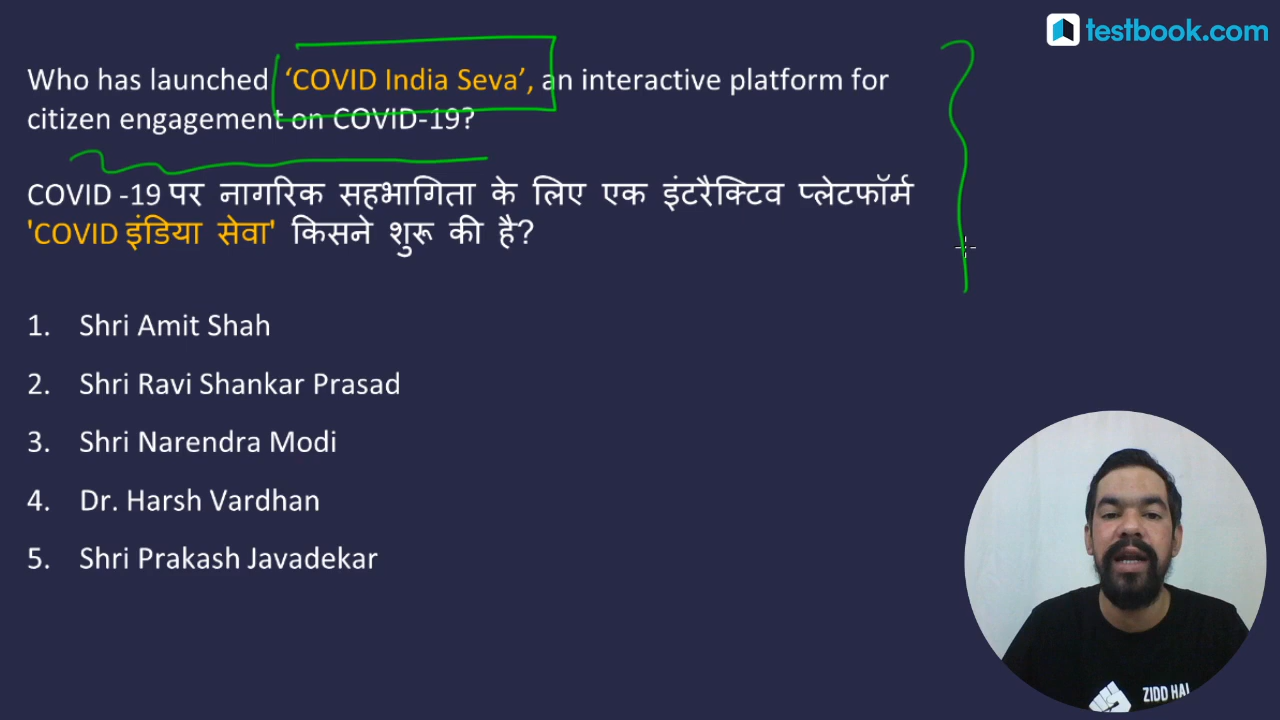 testbook.com
Who has launched ‘COVID India Seva’, an interactive platform for
citizen engagement on COVID-19?
COVID -19 पर नागरिक सहभागिता के लिए एक इंटरैक्टिव प्लेटफॉर्म
'COVID इंडिया सेवा' किसने शुरू की है?
1. Shri Amit Shah
2. Shri Ravi Shankar Prasad
3. Shri Narendra Modi
4. Dr. Harsh Vardhan
5. Shri Prakash Javadekar
ZIDD HAI